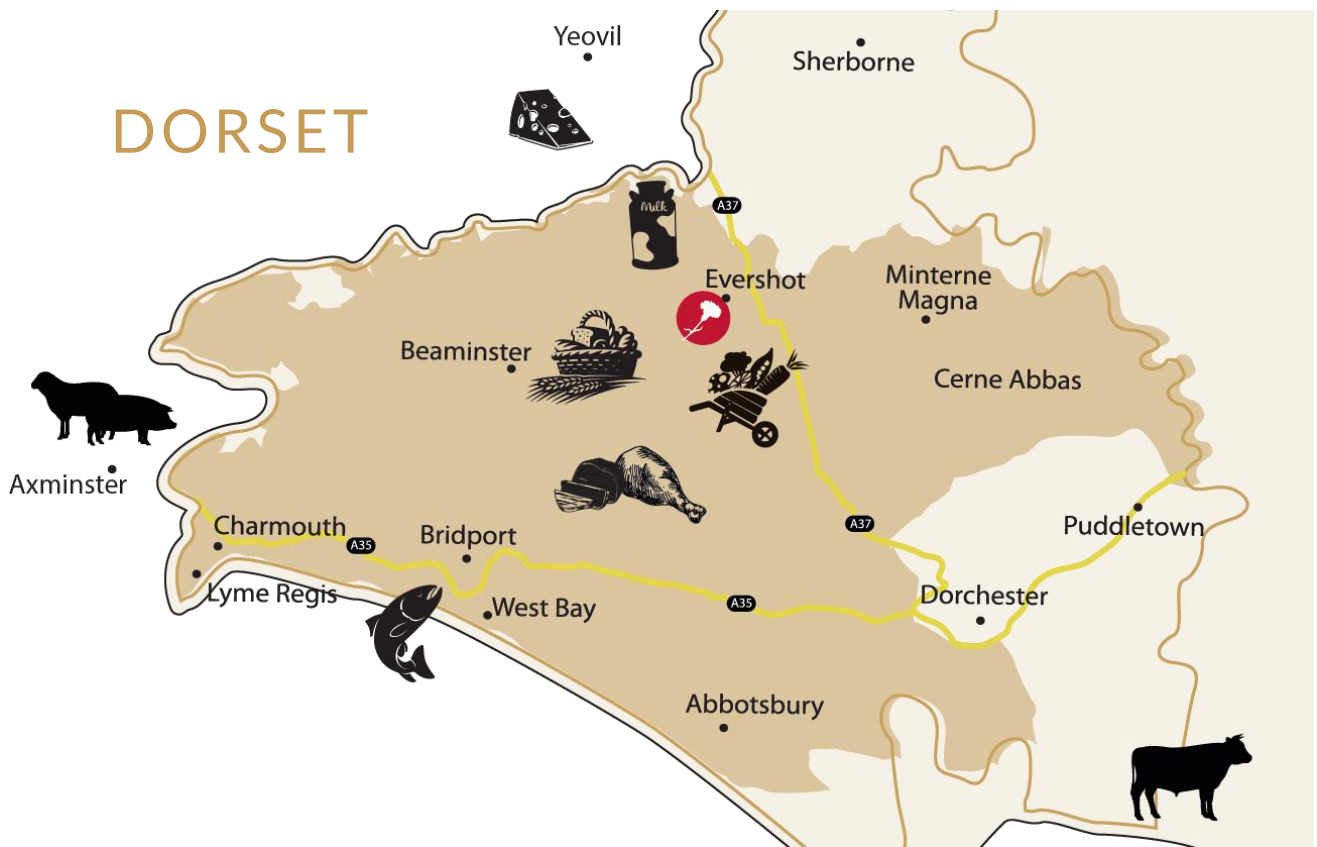 Yeovil
Sherborne
DORSET
Milk
A37
Evershot
Minterne
Magna
Beaminster
Cerne Abbas
Axminster
Charmouth
A35
Bridport
A37
Puddletown
Lyme Regis
West Bay
A35
Dorchester
Abbotsbury